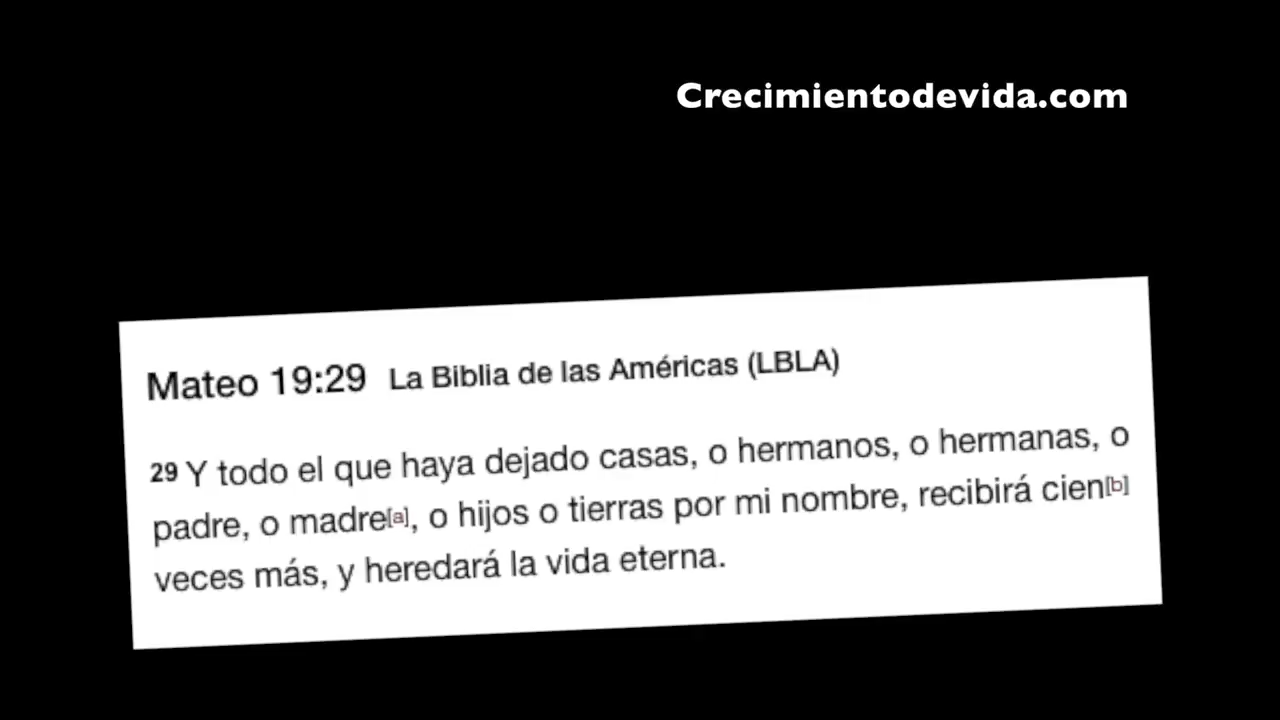 Crecimientodevida.com
Mateo 19:29 La Biblia de las Américas (LBLA)
29 Y todo el que haya dejado casas, o hermanos, o hermanas, o
padre, o madre[a], o hijos o tierras por mi nombre, recibirá cien[b]
veces más, y heredará la vida eterna.